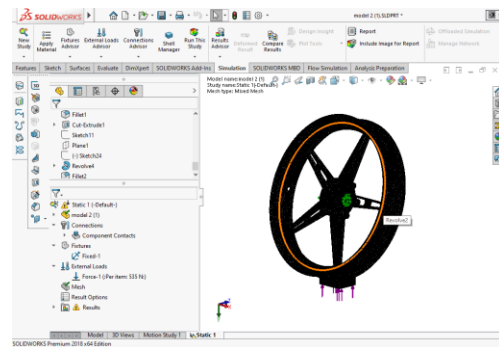 SOLIDWORKS
model 2 (1).SLDPRT *
New Study
Apply Material
Fixtures Advisor
External Loads Advisor
Connections Advisor
Shell Manager
Run This Study
Results Advisor
Deformed Result
Compare Results
Design Insight
Plot Tools
Report
Include Image for Report
Offloaded Simulation
Manage Network
Features Sketch Surfaces Evaluate DimXpert SOLIDWORKS Add-Ins Simulation SOLIDWORKS MBD Flow Simulation Analysis Preparation
Model name:model 2 (1)
Study name:Static 1(-Default-)
Mesh type: Mixed Mesh
Fillet1
Cut-Extrude1
Sketch11
Plane1
(-) Sketch24
Revolve4
Fillet2
Static 1 (-Default-)
model 2 (1)
Connections
Component Contacts
Fixtures
Fixed-1
External Loads
Force-1 (:Per item: 535 N:)
Mesh
Result Options
Results
Revolve2
Model 3D Views Motion Study 1 Static 1
SOLIDWORKS Premium 2018 x64 Edition